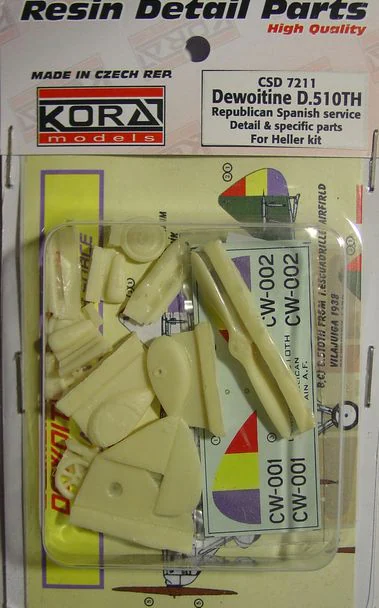 Resin Detail Parts
High Quality
MADE IN CZECH REP.
KORA
models
CSD 7211
Dewoitine D.510TH
Republican Spanish service
Detail & specific parts
For Heller kit
CW-002
CW-002
CW-001
CW-001
VILAJUIGA 1938